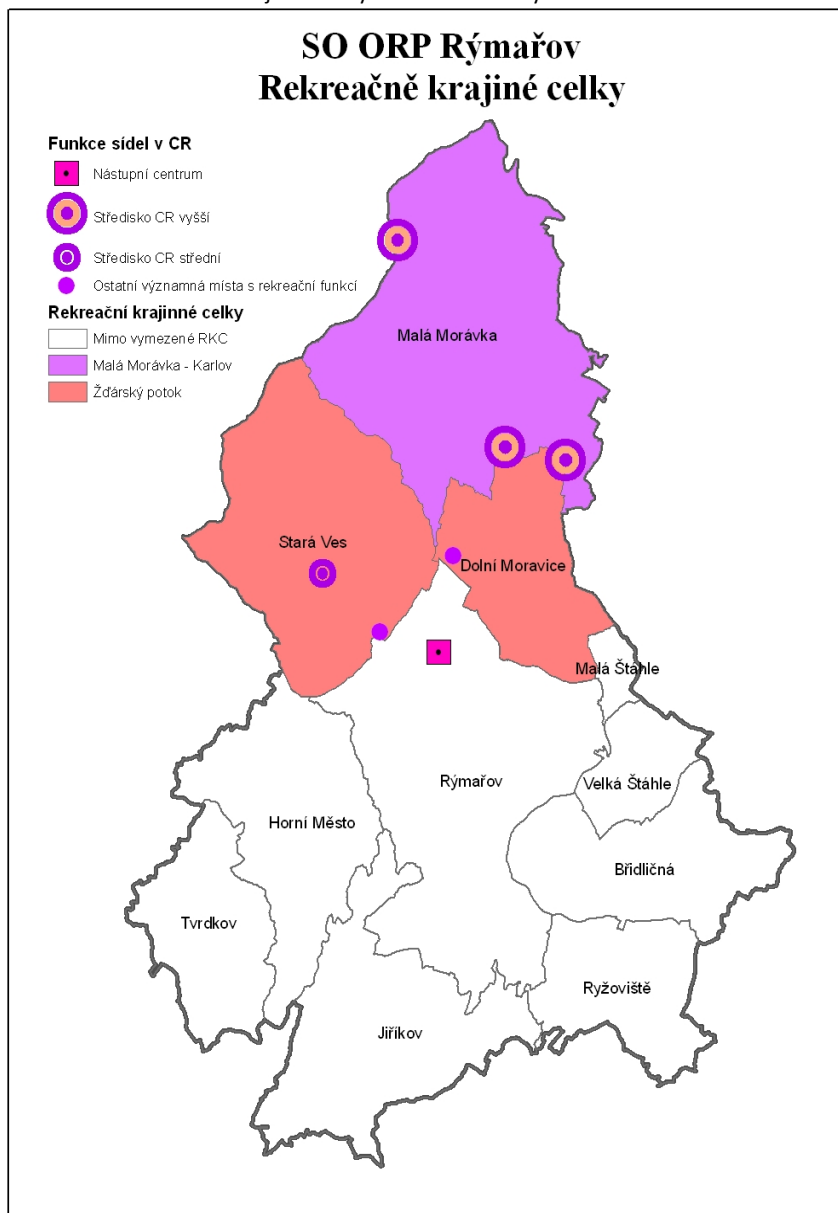 SO ORP Rýmařov
Rekreačně krajiné celky
Funkce sídel v CR
Nástupní centrum
Středisko CR vyšší
Středisko CR střední
Ostatní významná místa s rekreační funkcí
Rekreační krajinné celky
Mimo vymezené RKC
Malá Morávka - Karlov
Žďárský potok
Malá Morávka
Stará Ves
Dolní Moravice
Malá Štáhle
Rýmařov
Velká Štáhle
Horní Město
Břidličná
Tvrdkov
Ryžoviště
Jiříkov